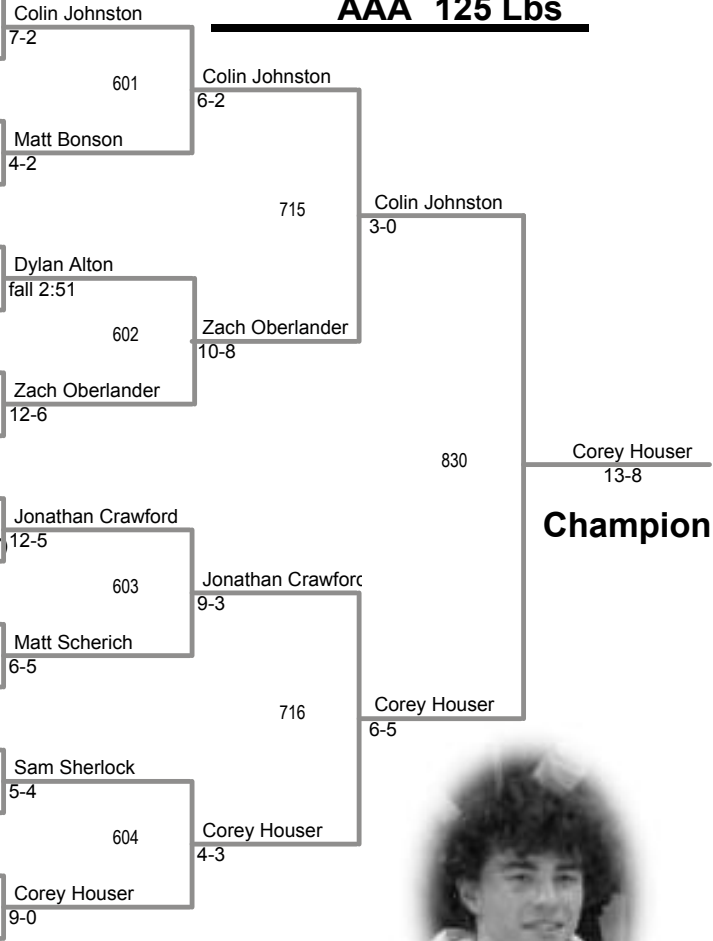 AAA 125 Lbs
Colin Johnston
7-2
601
Matt Bonson
4-2
Colin Johnston
6-2
715
Dylan Alton
fall 2:51
602
Zach Oberlander
12-6
Zach Oberlander
10-8
Colin Johnston
3-0
830
Jonathan Crawford
) 12-5
603
Matt Scherich
6-5
Jonathan Crawford
9-3
716
Sam Sherlock
5-4
604
Corey Houser
9-0
Corey Houser
4-3
Corey Houser
6-5
Corey Houser
13-8
Champion